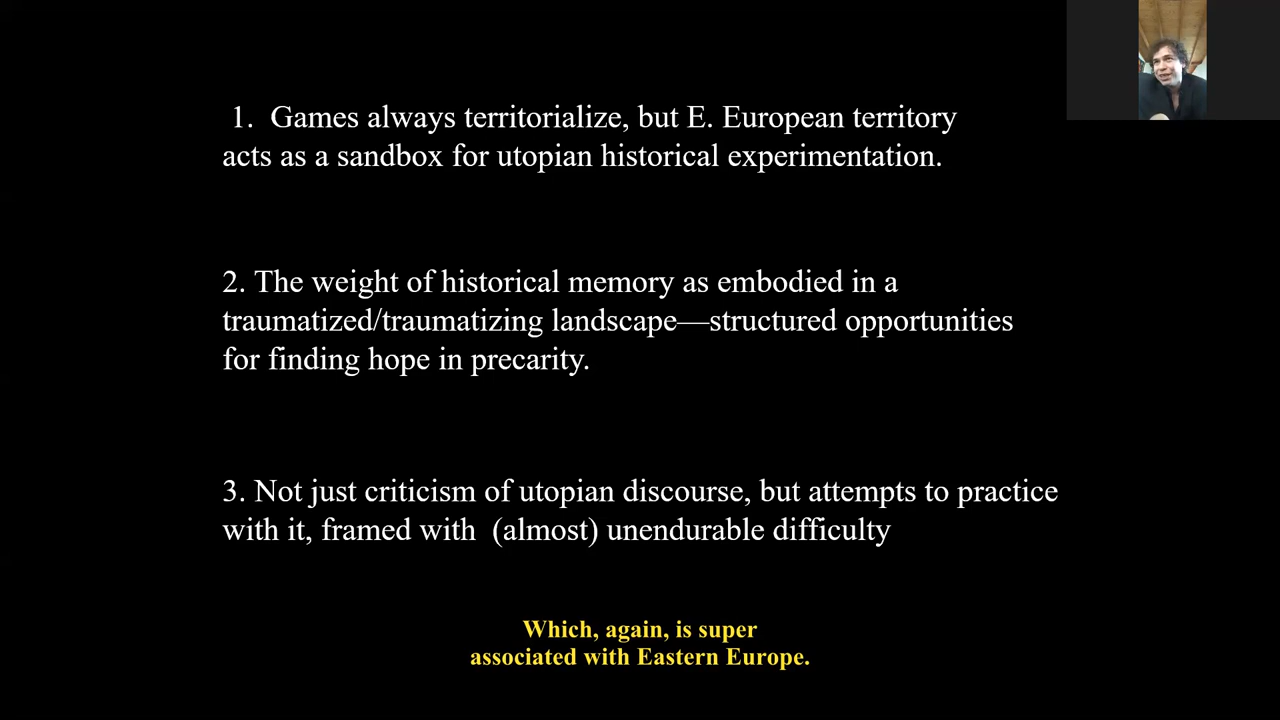 1. Games always territorialize, but E. European territory
acts as a sandbox for utopian historical experimentation.
2. The weight of historical memory as embodied in a
traumatized/traumatizing landscape—structured opportunities
for finding hope in precarity.
3. Not just criticism of utopian discourse, but attempts to practice
with it, framed with (almost) unendurable difficulty
Which, again, is super
associated with Eastern Europe.